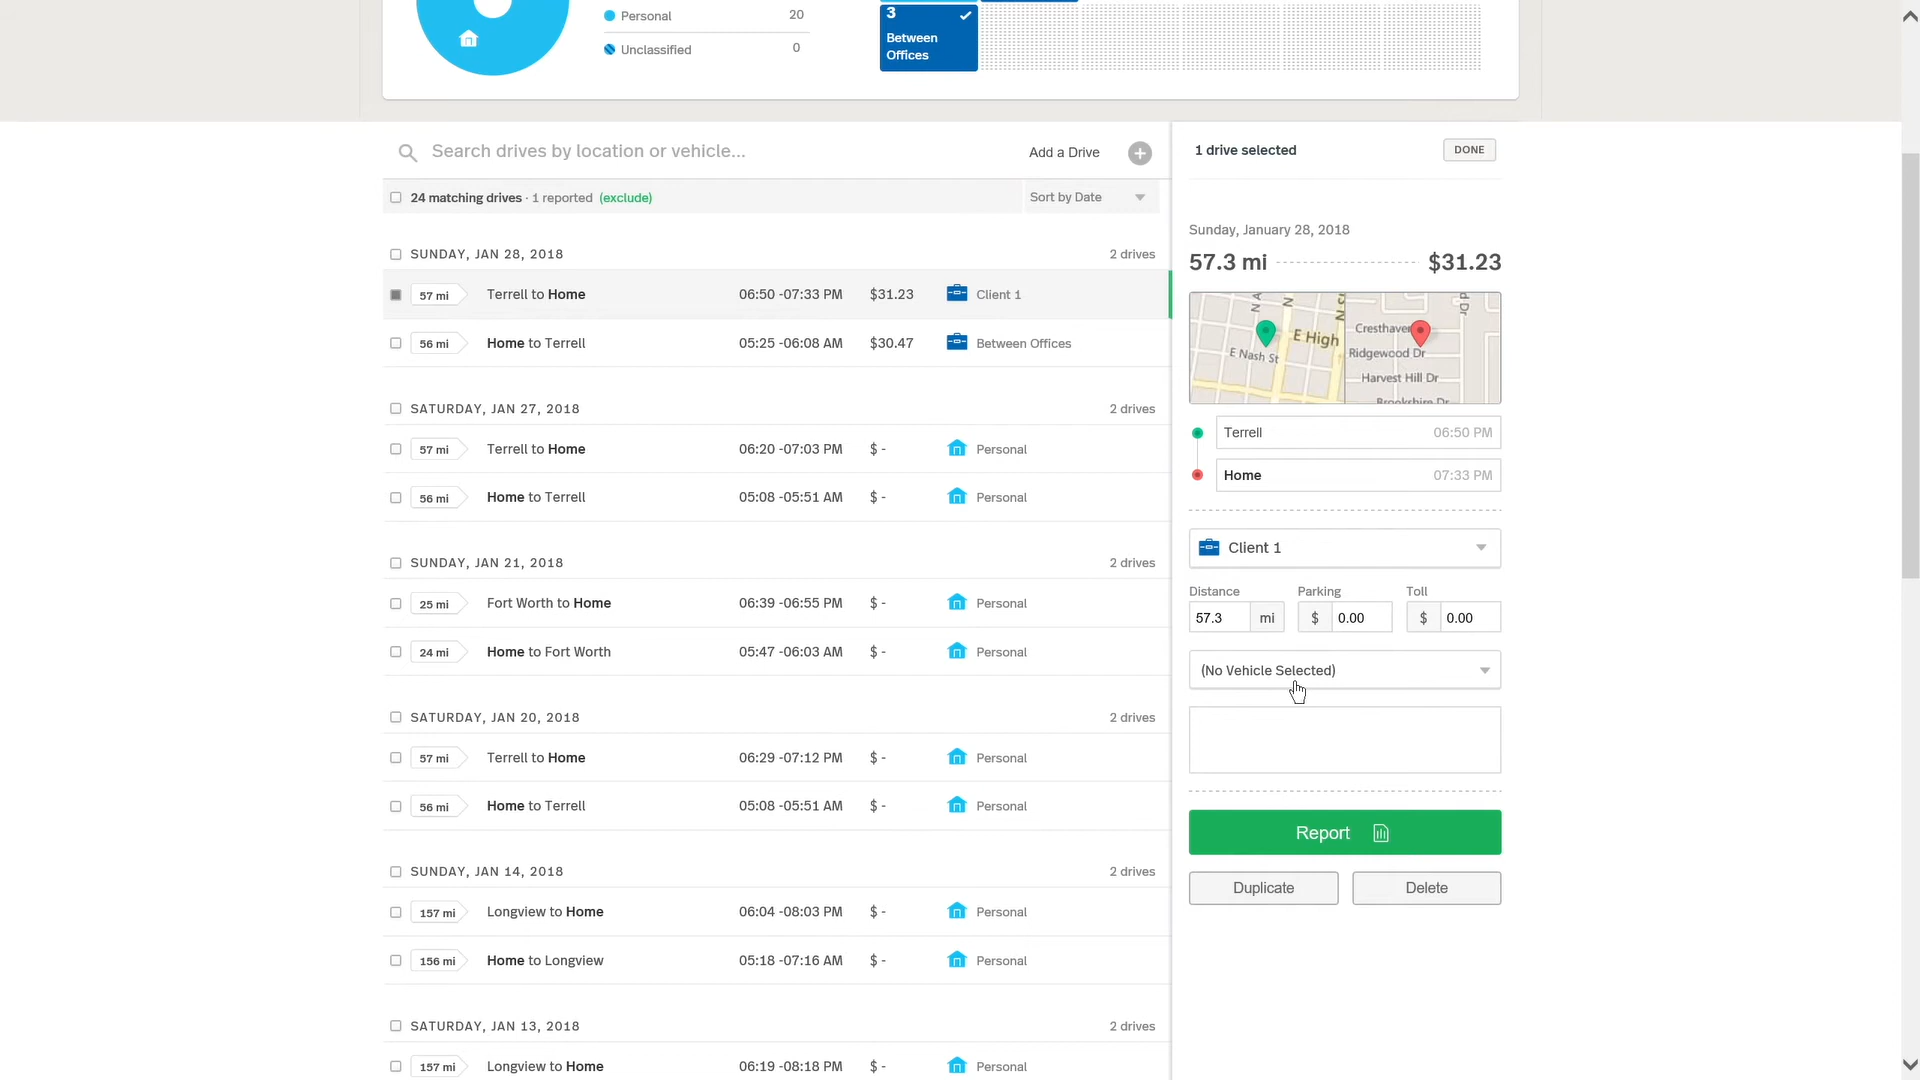 Personal 20
Unclassified 0
3
Between
Offices
Search drives by location or vehicle...
Add a Drive
24 matching drives · 1 reported (exclude)
Sort by Date
SUNDAY, JAN 28, 2018 2 drives
57 mi Terrell to Home 06:50 -07:33 PM $31.23 Client 1
56 mi Home to Terrell 05:25 -06:08 AM $30.47 Between Offices
SATURDAY, JAN 27, 2018 2 drives
57 mi Terrell to Home 06:20 -07:03 PM $ - Personal
56 mi Home to Terrell 05:08 -05:51 AM $ - Personal
SUNDAY, JAN 21, 2018 2 drives
25 mi Fort Worth to Home 06:39 -06:55 PM $ - Personal
24 mi Home to Fort Worth 05:47 -06:03 AM $ - Personal
SATURDAY, JAN 20, 2018 2 drives
57 mi Terrell to Home 06:29 -07:12 PM $ - Personal
56 mi Home to Terrell 05:08 -05:51 AM $ - Personal
SUNDAY, JAN 14, 2018 2 drives
157 mi Longview to Home 06:04 -08:03 PM $ - Personal
156 mi Home to Longview 05:18 -07:16 AM $ - Personal
SATURDAY, JAN 13, 2018 2 drives
157 mi Longview to Home 06:19 -08:18 PM $ - Personal
1 drive selected
DONE
Sunday, January 28, 2018
57.3 mi $31.23
E High
E Nash St
Ridgewood Dr
Harvest Hill Dr
Brookshire Dr
Terrell 06:50 PM
Home 07:33 PM
Client 1
Distance Parking Toll
57.3 mi $ 0.00 $ 0.00
(No Vehicle Selected)
Report
Duplicate Delete